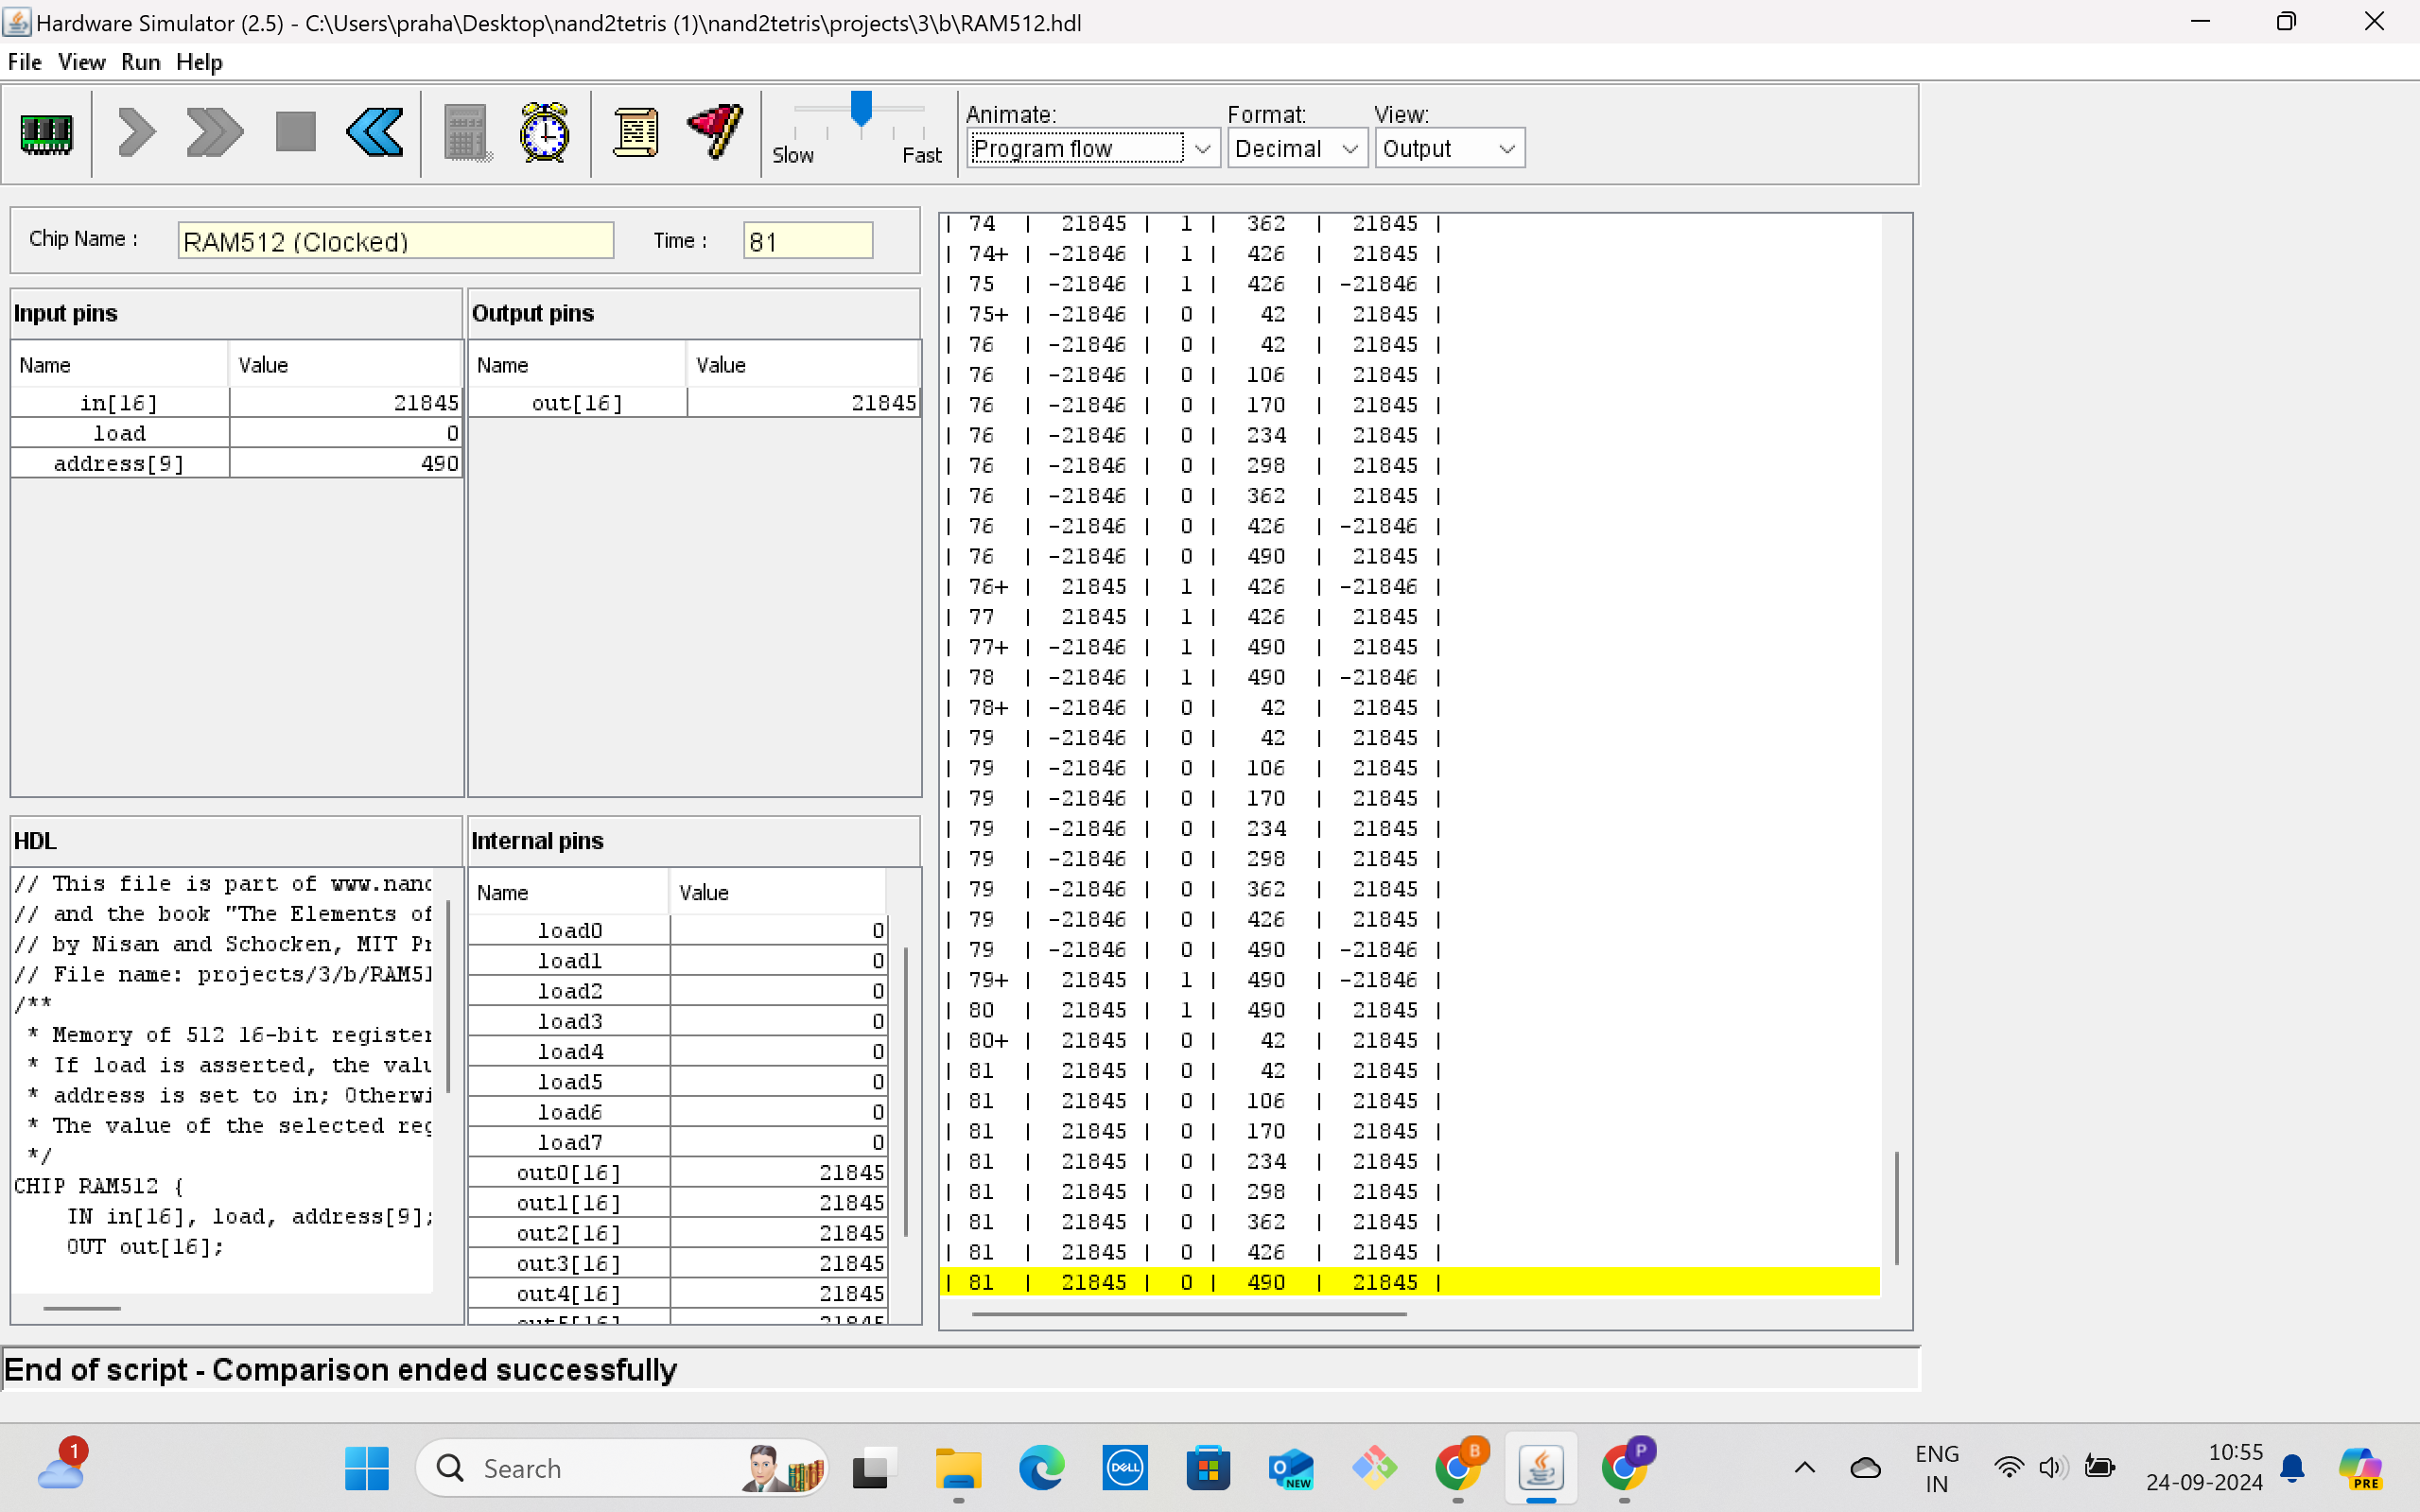 Hardware Simulator (2.5) - C:\Users\praha\Desktop\nand2tetris (1)\nand2tetris\projects\3\b\RAM512.hdl
File View Run Help
Slow Fast
Animate: Format: View:
Program flow Decimal Output
Chip Name : RAM512 (Clocked) Time : 81
Input pins
Name Value
in[16] 21845
load 0
address[9] 490
Output pins
Name Value
out[16] 21845
HDL
// This file is part of www.nand
// and the book "The Elements of
// by Nisan and Schocken, MIT Pr
// File name: projects/3/b/RAM51
/**
* Memory of 512 16-bit register
* If load is asserted, the valu
* address is set to in; Otherwi
* The value of the selected reg
*/
CHIP RAM512 {
IN in[16], load, address[9];
OUT out[16];
Internal pins
Name Value
load0 0
load1 0
load2 0
load3 0
load4 0
load5 0
load6 0
load7 0
out0[16] 21845
out1[16] 21845
out2[16] 21845
out3[16] 21845
out4[16] 21845
out5[16] 21845
| 74 | 21845 | 1 | 362 | 21845 |
| 74+ | -21846 | 1 | 426 | 21845 |
| 75 | -21846 | 1 | 426 | -21846 |
| 75+ | -21846 | 0 | 42 | 21845 |
| 76 | -21846 | 0 | 42 | 21845 |
| 76 | -21846 | 0 | 106 | 21845 |
| 76 | -21846 | 0 | 170 | 21845 |
| 76 | -21846 | 0 | 234 | 21845 |
| 76 | -21846 | 0 | 298 | 21845 |
| 76 | -21846 | 0 | 362 | 21845 |
| 76 | -21846 | 0 | 426 | -21846 |
| 76 | -21846 | 0 | 490 | 21845 |
| 76+ | 21845 | 1 | 426 | -21846 |
| 77 | 21845 | 1 | 426 | 21845 |
| 77+ | -21846 | 1 | 490 | 21845 |
| 78 | -21846 | 1 | 490 | -21846 |
| 78+ | -21846 | 0 | 42 | 21845 |
| 79 | -21846 | 0 | 42 | 21845 |
| 79 | -21846 | 0 | 106 | 21845 |
| 79 | -21846 | 0 | 170 | 21845 |
| 79 | -21846 | 0 | 234 | 21845 |
| 79 | -21846 | 0 | 298 | 21845 |
| 79 | -21846 | 0 | 362 | 21845 |
| 79 | -21846 | 0 | 426 | 21845 |
| 79 | -21846 | 0 | 490 | -21846 |
| 79+ | 21845 | 1 | 490 | -21846 |
| 80 | 21845 | 1 | 490 | 21845 |
| 80+ | 21845 | 0 | 42 | 21845 |
| 81 | 21845 | 0 | 42 | 21845 |
| 81 | 21845 | 0 | 106 | 21845 |
| 81 | 21845 | 0 | 170 | 21845 |
| 81 | 21845 | 0 | 234 | 21845 |
| 81 | 21845 | 0 | 298 | 21845 |
| 81 | 21845 | 0 | 362 | 21845 |
| 81 | 21845 | 0 | 426 | 21845 |
| 81 | 21845 | 0 | 490 | 21845 |
End of script - Comparison ended successfully
1
Search
DELL
NEW
B
P
ENG
IN
10:55
24-09-2024
PRE